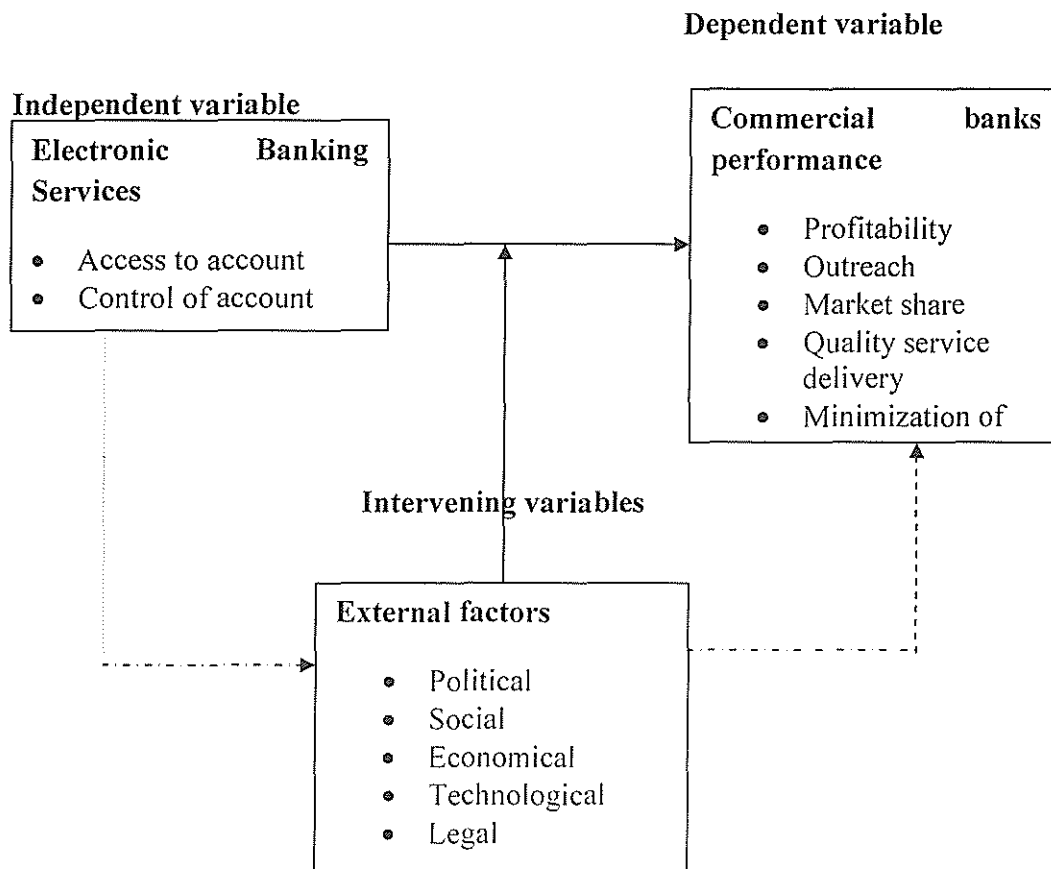 Dependent variable
Independent variable
Electronic Banking
Services
• Access to account
• Control of account
Commercial banks
performance
• Profitability
• Outreach
• Market share
• Quality service
delivery
• Minimization of
Intervening variables
External factors
• Political
• Social
• Economical
• Technological
• Legal